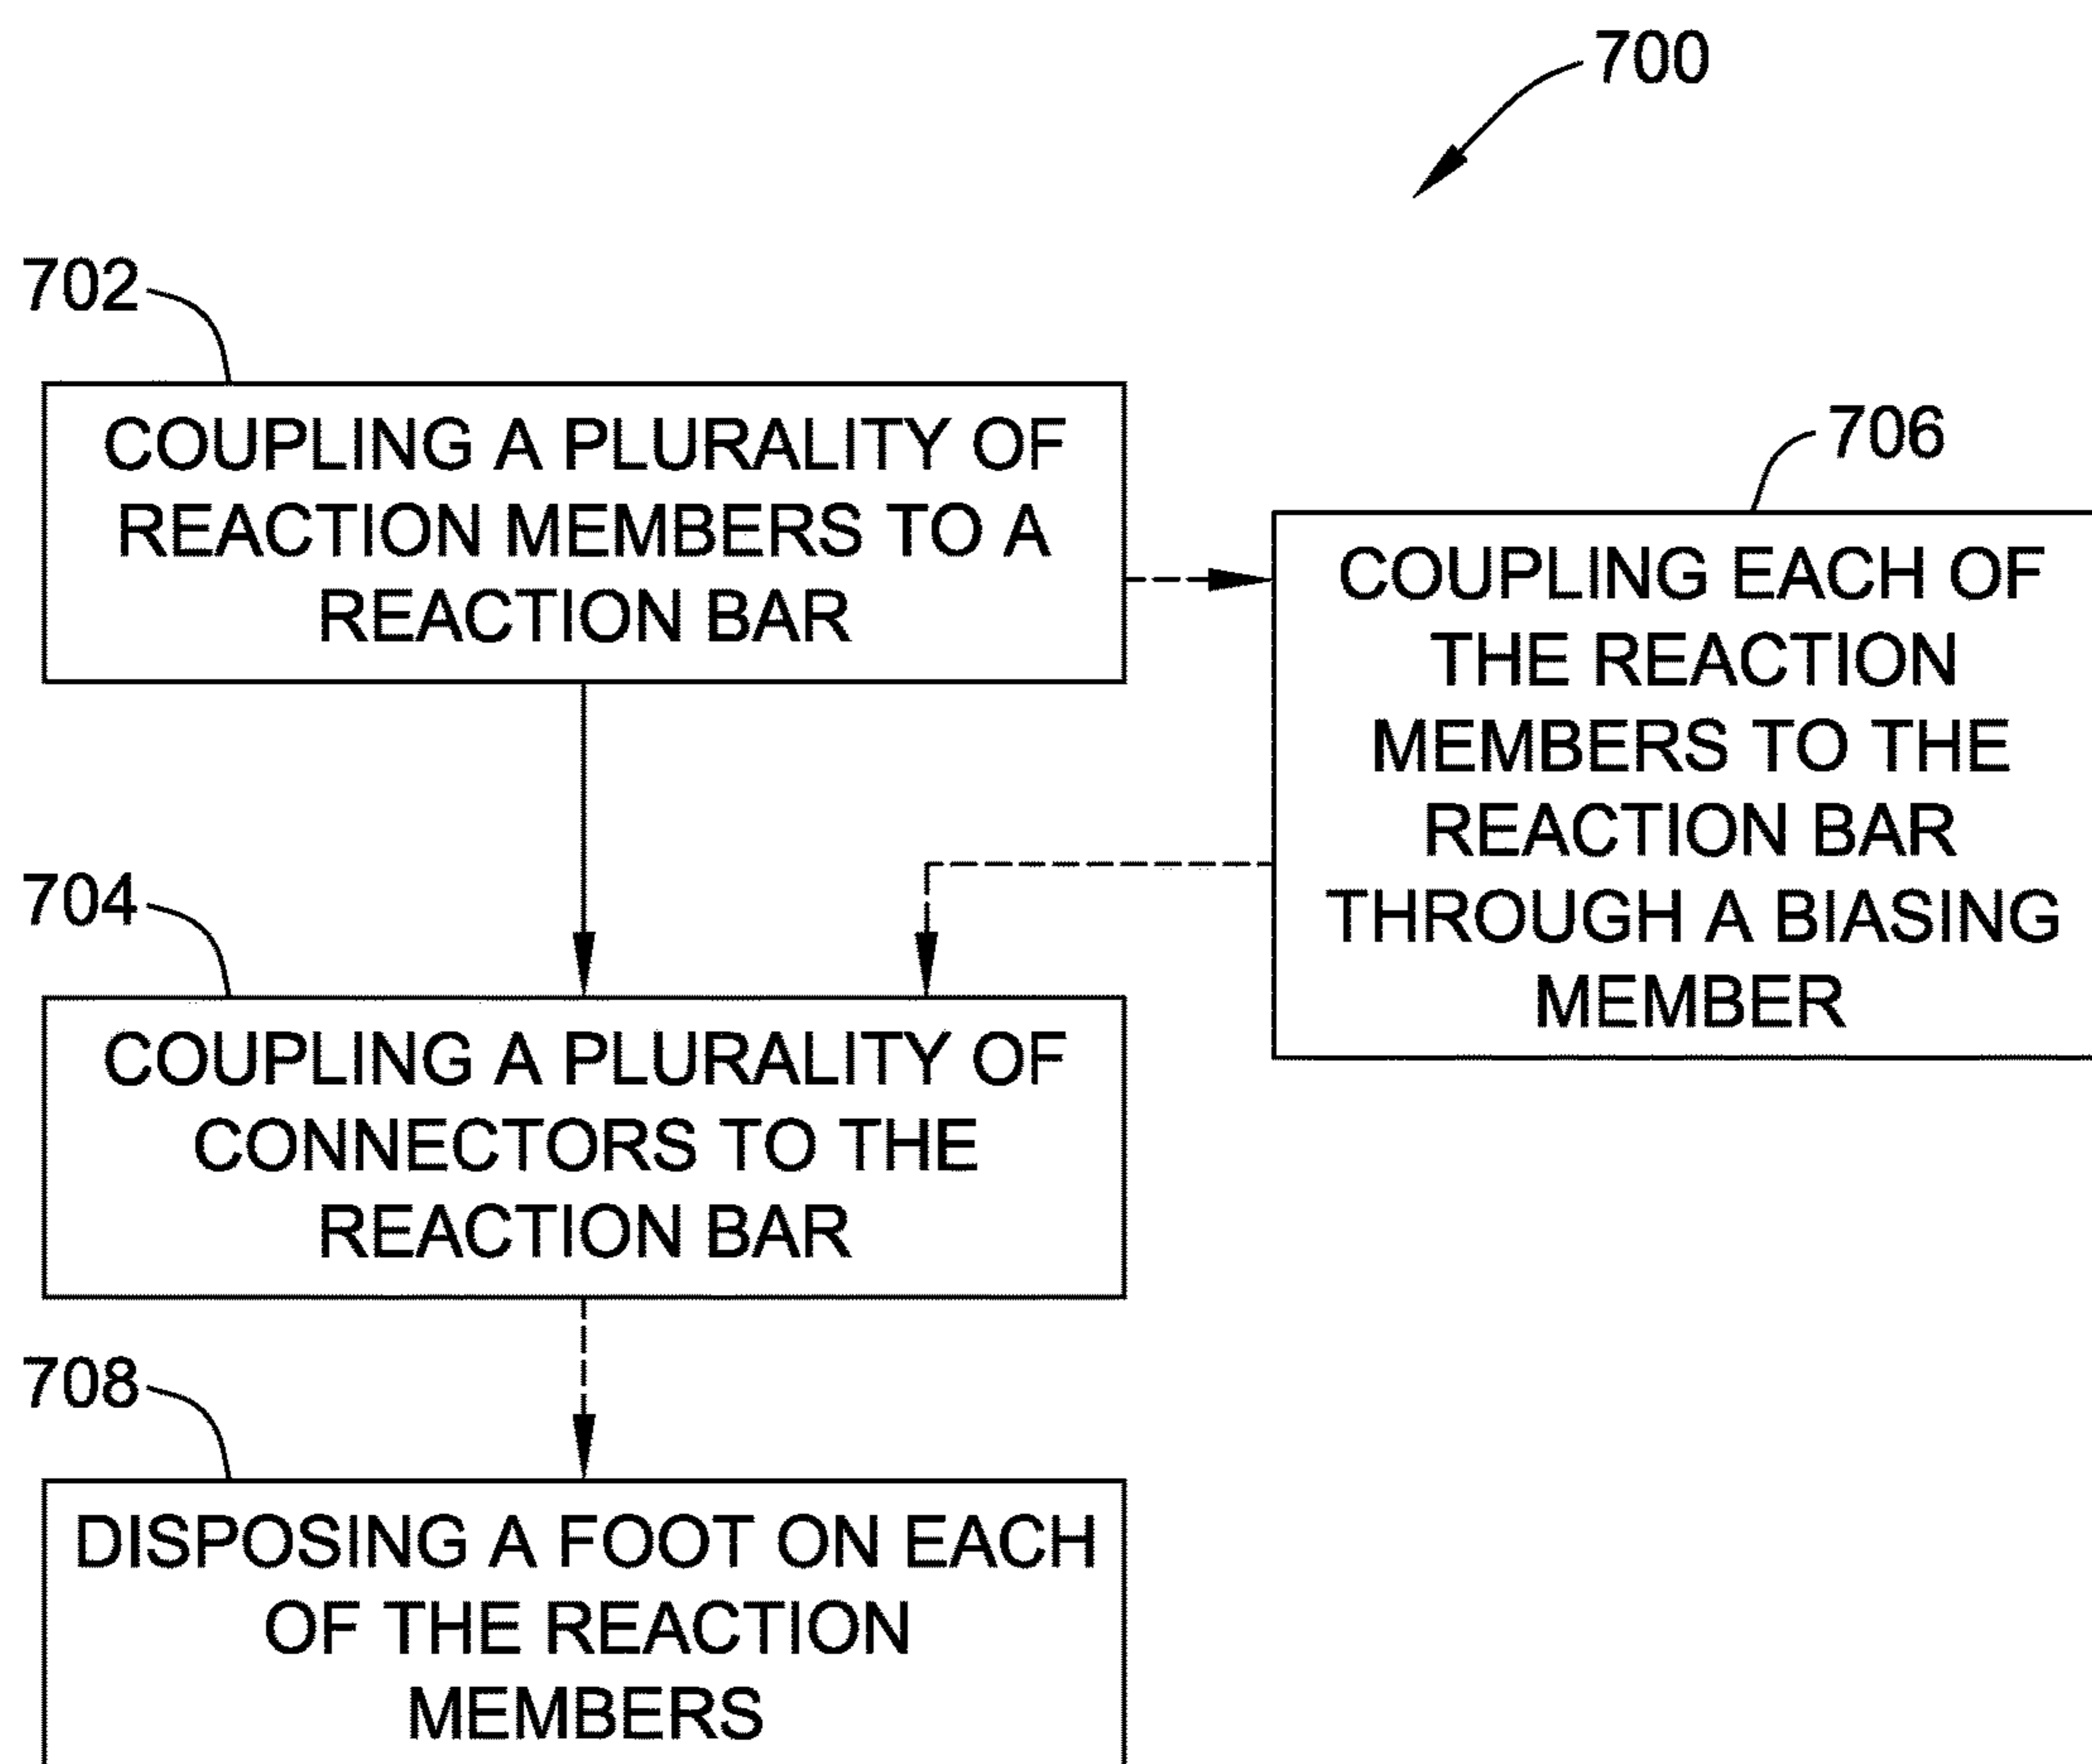 700
702
COUPLING A PLURALITY OF
REACTION MEMBERS TO A
REACTION BAR
706
COUPLING EACH OF
THE REACTION
MEMBERS TO THE
REACTION BAR
THROUGH A BIASING
MEMBER
704
COUPLING A PLURALITY OF
CONNECTORS TO THE
REACTION BAR
708
DISPOSING A FOOT ON EACH
OF THE REACTION
MEMBERS